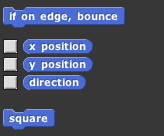 if on edge, bounce
x position
y position
direction
square